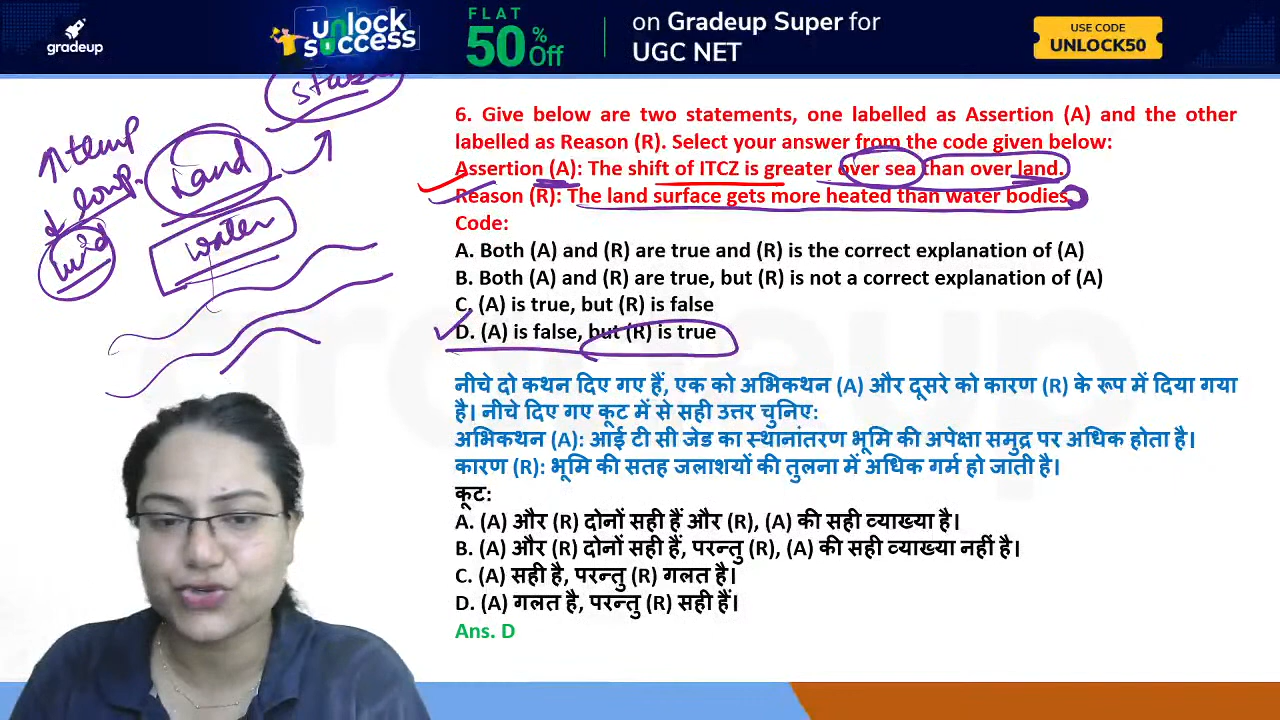 gradeup
unlock
success
FLAT
50% Off
on Gradeup Super for
UGC NET
USE CODE
UNLOCK50
↑temp
Land
water
6. Give below are two statements, one labelled as Assertion (A) and the other
labelled as Reason (R). Select your answer from the code given below:
Assertion (A): The shift of ITCZ is greater over sea than over land.
Reason (R): The land surface gets more heated than water bodies.
Code:
A. Both (A) and (R) are true and (R) is the correct explanation of (A)
B. Both (A) and (R) are true, but (R) is not a correct explanation of (A)
C. (A) is true, but (R) is false
D. (A) is false, but (R) is true
नीचे दो कथन दिए गए हैं, एक को अभिकथन (A) और दूसरे को कारण (R) के रूप में दिया गया
है। नीचे दिए गए कूट में से सही उत्तर चुनिए:
अभिकथन (A): आई टी सी जेड का स्थानांतरण भूमि की अपेक्षा समुद्र पर अधिक होता है।
कारण (R): भूमि की सतह जलाशयों की तुलना में अधिक गर्म हो जाती है।
कूट:
A. (A) और (R) दोनों सही हैं और (R), (A) की सही व्याख्या है।
B. (A) और (R) दोनों सही हैं, परन्तु (R), (A) की सही व्याख्या नहीं है।
C. (A) सही है, परन्तु (R) गलत है।
D. (A) गलत है, परन्तु (R) सही हैं।
Ans. D